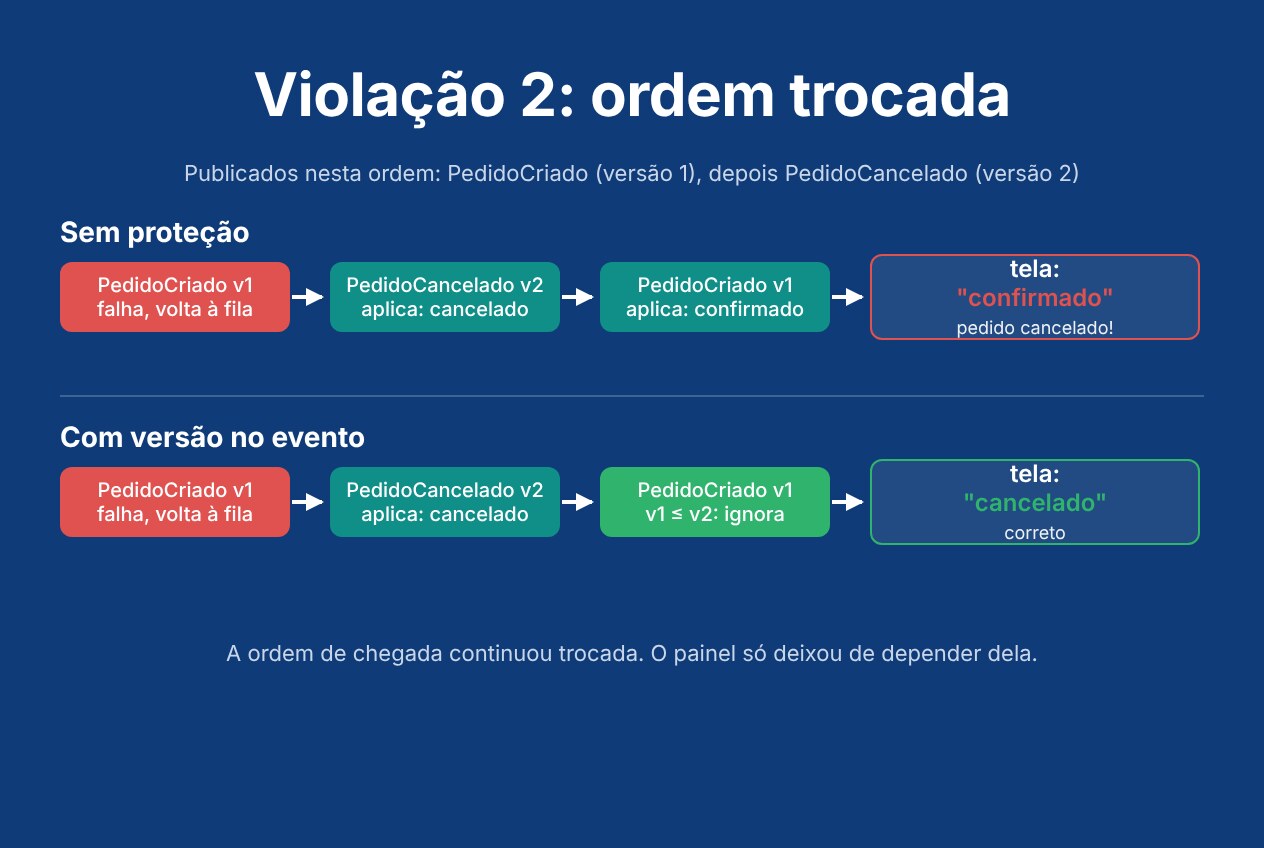 Violação 2: ordem trocada
Publicados nesta ordem: PedidoCriado (versão 1), depois PedidoCancelado (versão 2)
Sem proteção
PedidoCriado v1
falha, volta à fila
PedidoCancelado v2
aplica: cancelado
PedidoCriado v1
aplica: confirmado
tela:
"confirmado"
pedido cancelado!
Com versão no evento
PedidoCriado v1
falha, volta à fila
PedidoCancelado v2
aplica: cancelado
PedidoCriado v1
v1 ≤ v2: ignora
tela:
"cancelado"
correto
A ordem de chegada continuou trocada. O painel só deixou de depender dela.